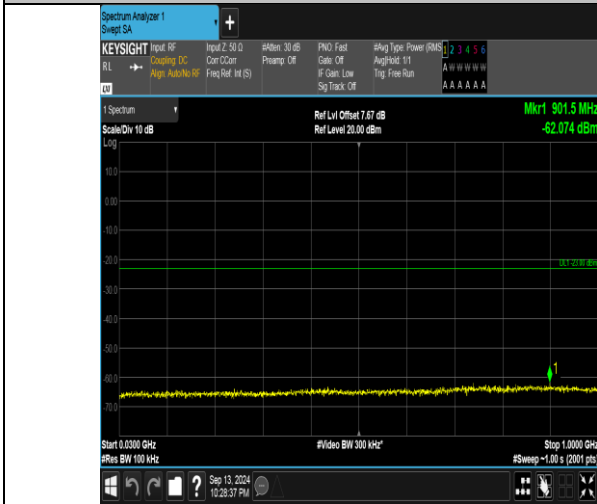 Spectrum Analyzer 1
Swept SA
+
KEYSIGHT Input: RF Input Z: 50 Ω #Atten: 30 dB PNO: Fast #Avg Type: Power (RMS 1 2 3 4 5 6
RL Coupling: DC Corr CCorr Preamp: Off Gate: Off Avg|Hold: 1/1 A W W W W W
Align: Auto/No RF Freq Ref: Int (S) IF Gain: Low Trig: Free Run
Sig Track: Off A A A A A A
LXI
1 Spectrum Ref Lvl Offset 7.67 dB Mkr1 901.5 MHz
Scale/Div 10 dB Ref Level 20.00 dBm -62.074 dBm
Log
10.0
0.00
-10.0
-20.0
DL1 -23.00 dBm
-30.0
-40.0
-50.0
1
-60.0
-70.0
Start 0.0300 GHz #Video BW 300 kHz* Stop 1.0000 GHz
#Res BW 100 kHz #Sweep ~1.00 s (2001 pts)
? Sep 13, 2024
10:28:37 PM